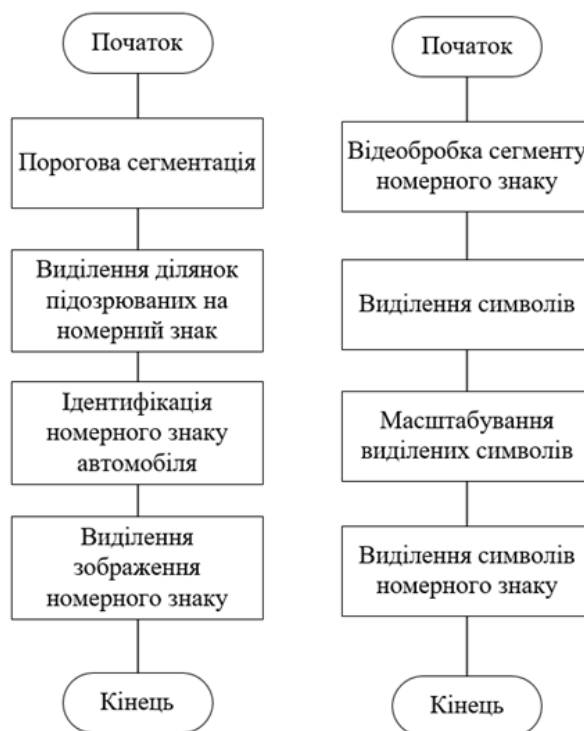 Початок
Порогова сегментація
Виділення ділянок
підозрюваних на
номерний знак
Ідентифікація
номерного знаку
автомобіля
Виділення
зображення
номерного знаку
Кінець
Початок
Відеобробка сегменту
номерного знаку
Виділення символів
Масштабування
виділених символів
Виділення символів
номерного знаку
Кінець